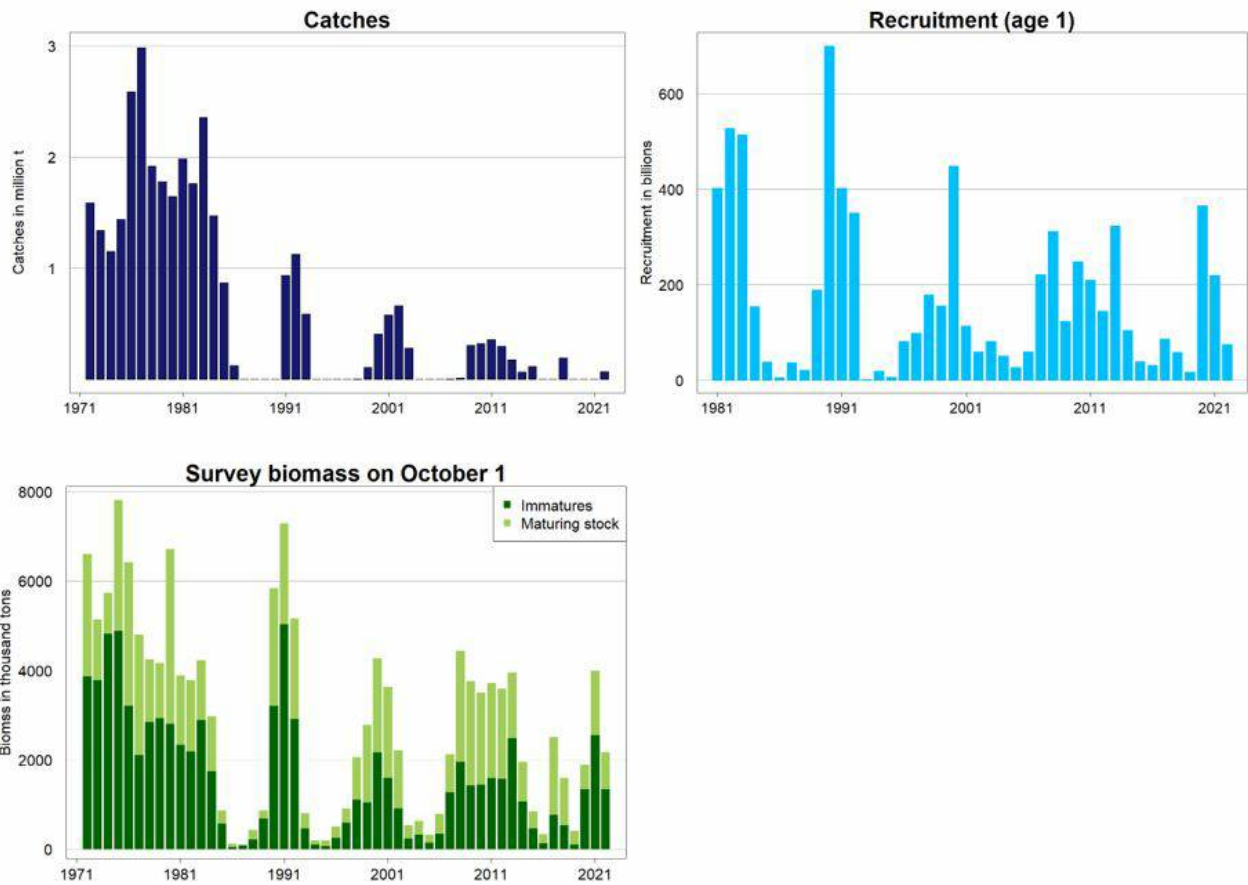 Catches
Catches in million t
3
2
1
1971 1981 1991 2001 2011 2021
Recruitment (age 1)
Recruitment in billions
600
400
200
0
1981 1991 2001 2011 2021
Survey biomass on October 1
Biomss in thousand tons
8000
6000
4000
2000
0
Immatures
Maturing stock
1971 1981 1991 2001 2011 2021